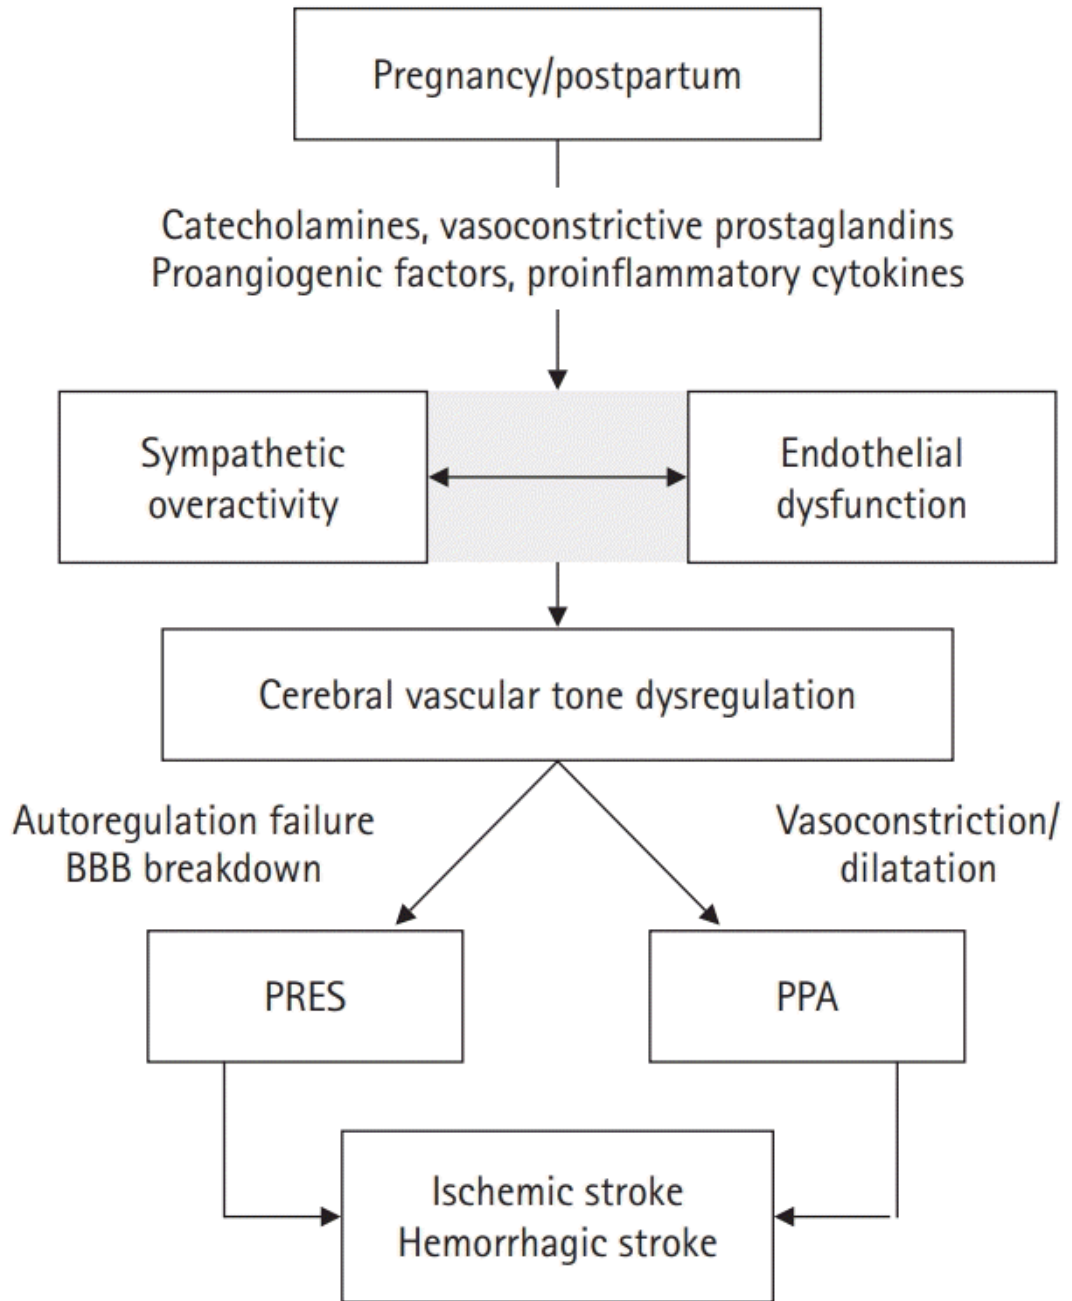 Pregnancy/postpartum
Catecholamines, vasoconstrictive prostaglandins
Proangiogenic factors, proinflammatory cytokines
Sympathetic
overactivity
Endothelial
dysfunction
Cerebral vascular tone dysregulation
Autoregulation failure
BBB breakdown
Vasoconstriction/
dilatation
PRES
PPA
Ischemic stroke
Hemorrhagic stroke